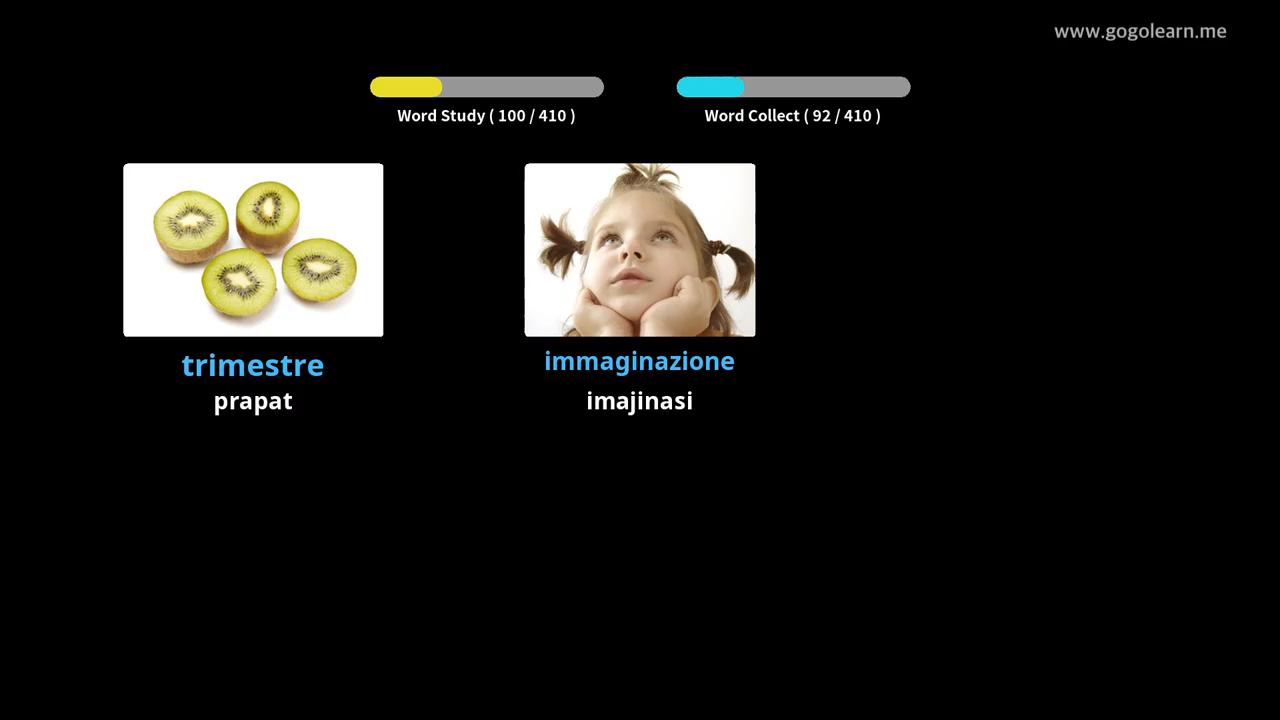 www.gogolearn.me
Word Study ( 100 / 410 )
Word Collect ( 92 / 410 )
trimestre
prapat
immaginazione
imajinasi